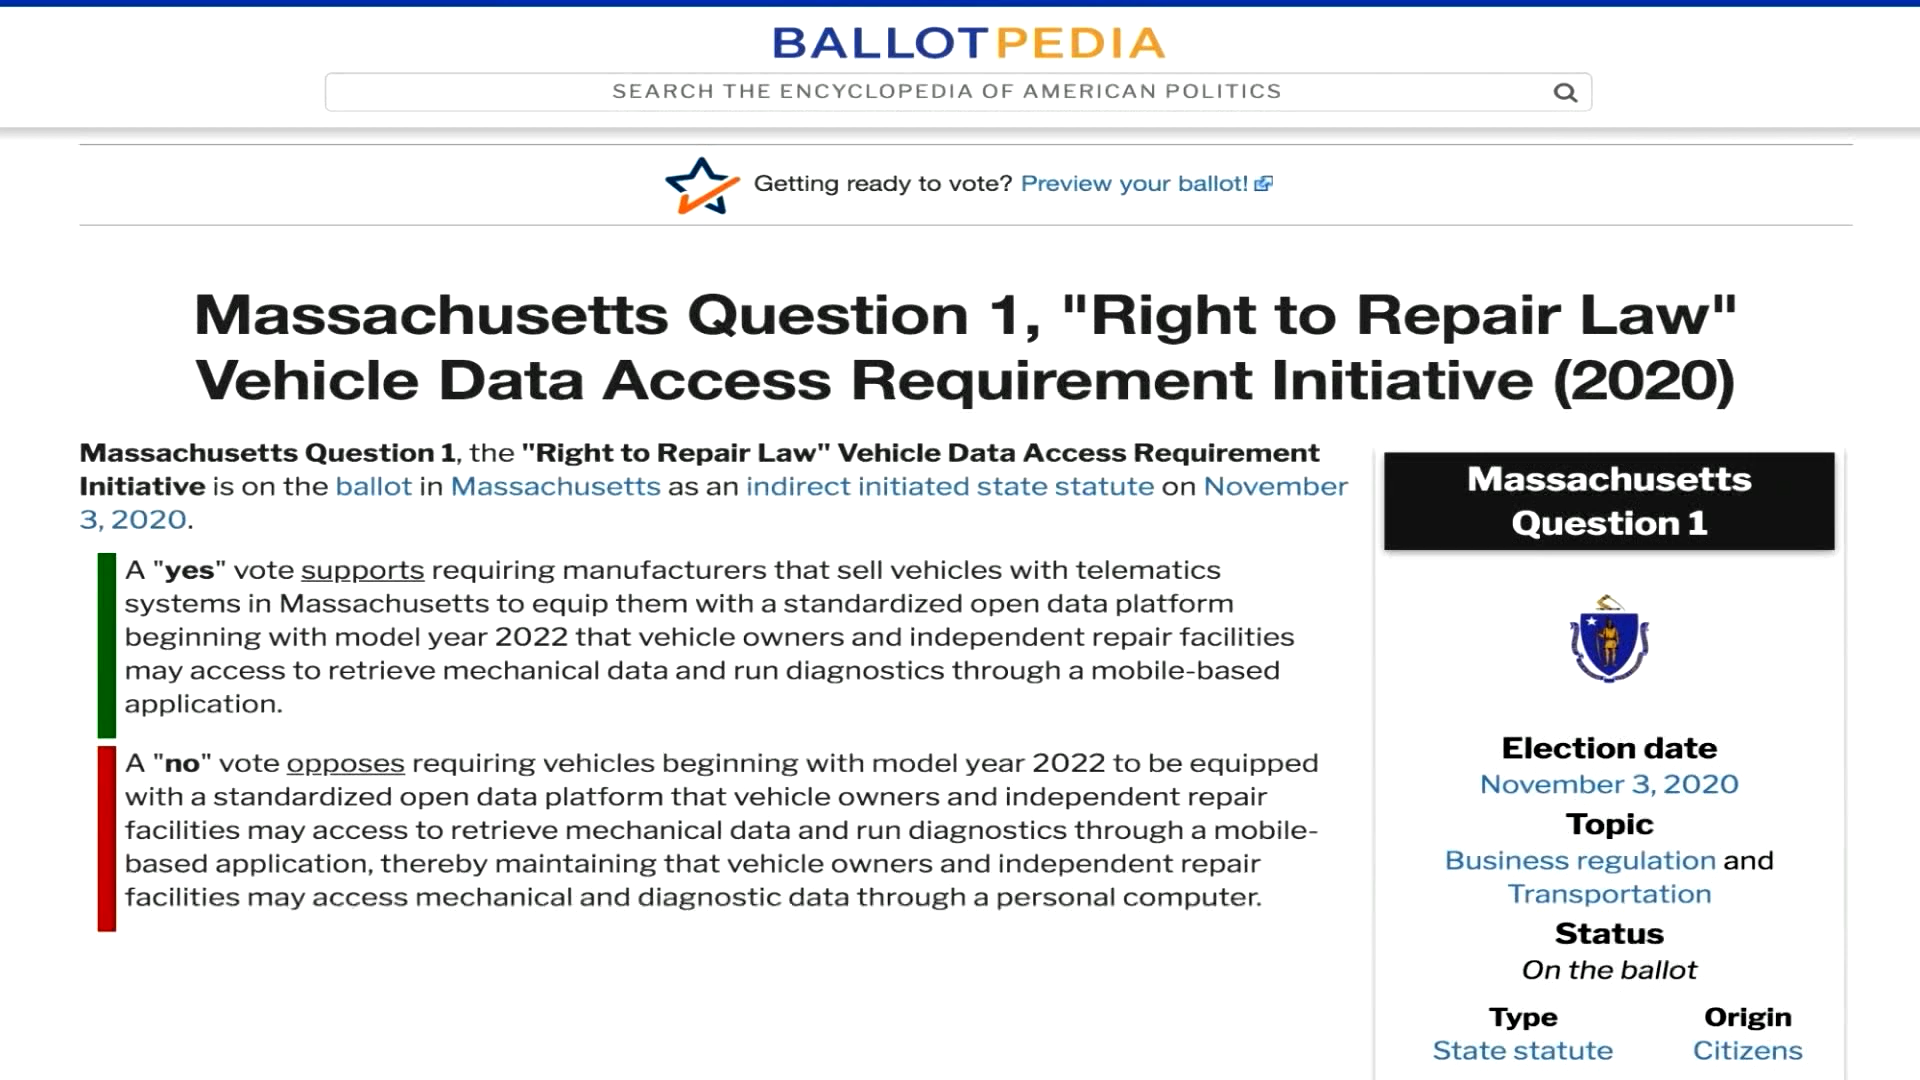 BALLOTPEDIA
SEARCH THE ENCYCLOPEDIA OF AMERICAN POLITICS
Getting ready to vote? Preview your ballot!
Massachusetts Question 1, "Right to Repair Law"
Vehicle Data Access Requirement Initiative (2020)
Massachusetts Question 1, the "Right to Repair Law" Vehicle Data Access Requirement
Initiative is on the ballot in Massachusetts as an indirect initiated state statute on November
3, 2020.
A "yes" vote supports requiring manufacturers that sell vehicles with telematics
systems in Massachusetts to equip them with a standardized open data platform
beginning with model year 2022 that vehicle owners and independent repair facilities
may access to retrieve mechanical data and run diagnostics through a mobile-based
application.
A "no" vote opposes requiring vehicles beginning with model year 2022 to be equipped
with a standardized open data platform that vehicle owners and independent repair
facilities may access to retrieve mechanical data and run diagnostics through a mobile-
based application, thereby maintaining that vehicle owners and independent repair
facilities may access mechanical and diagnostic data through a personal computer.
Massachusetts
Question 1
Election date
November 3, 2020
Topic
Business regulation and
Transportation
Status
On the ballot
Type Origin
State statute Citizens